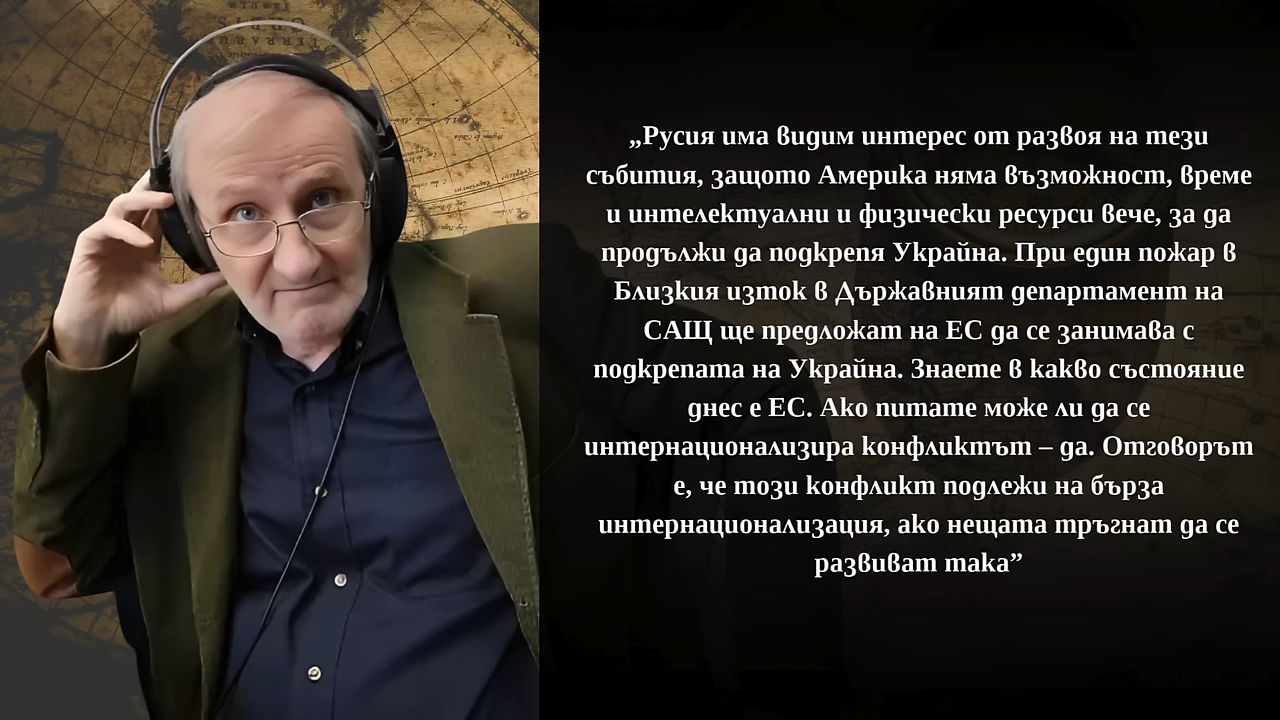 „Русия има видим интерес от развоя на тези
събития, защото Америка няма възможност, време
и интелектуални и физически ресурси вече, за да
продължи да подкрепя Украйна. При един пожар в
Близкия изток в Държавният департамент на
САЩ ще предложат на ЕС да се занимава с
подкрепата на Украйна. Знаете в какво състояние
днес е ЕС. Ако питате може ли да се
интернационализира конфликтът – да. Отговорът
е, че този конфликт подлежи на бърза
интернационализация, ако нещата тръгнат да се
развиват така”